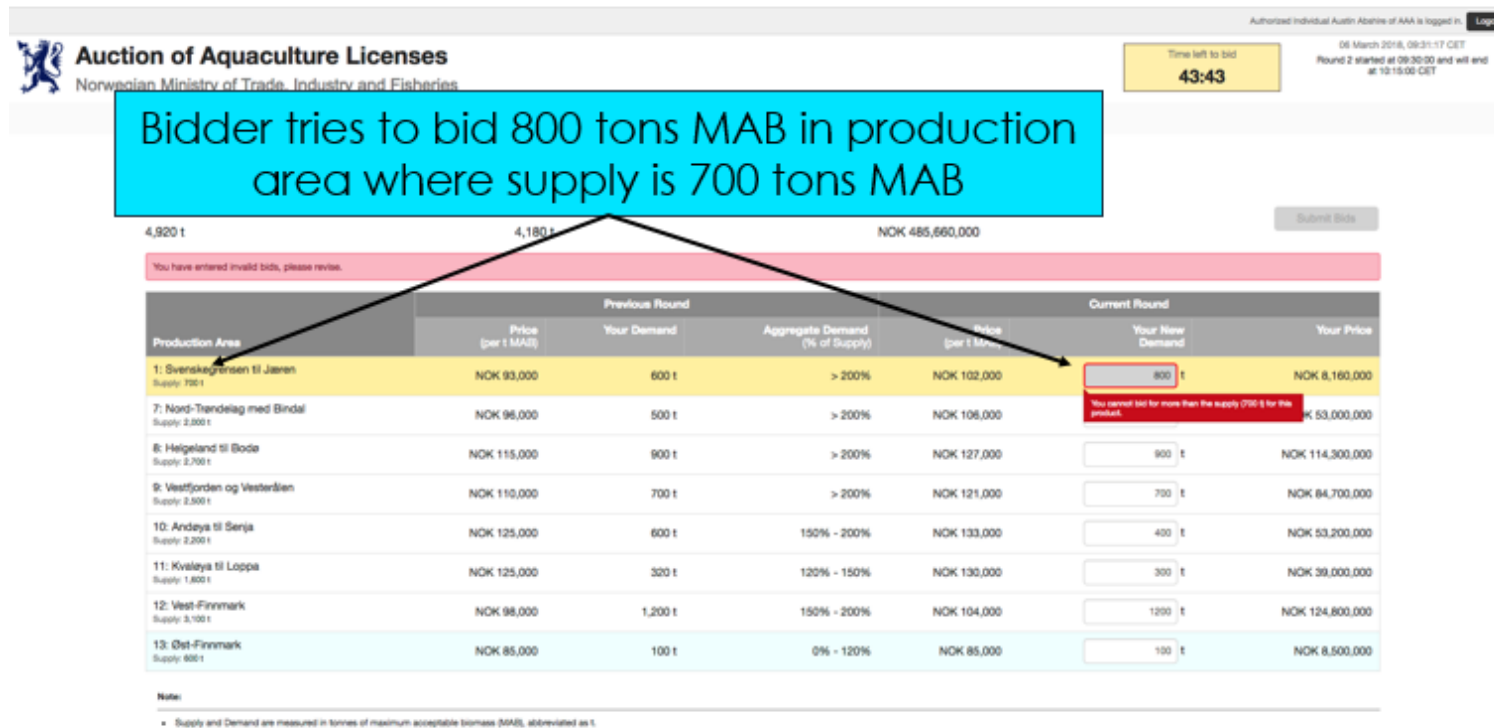 Authorized Individual Austin Abshire of AAA is logged in. Logo
Auction of Aquaculture Licenses
Norwegian Ministry of Trade, Industry and Fisheries
Time left to bid
43:43
06 March 2018, 09:31:17 CET
Round 2 started at 09:30:00 and will end
at 10:15:00 CET
Bidder tries to bid 800 tons MAB in production
area where supply is 700 tons MAB
4,920 t 4,180 t NOK 485,660,000
Submit Bids
You have entered invalid bids, please revise.
Previous Round Current Round
Production Area Price (per t MAB) Your Demand Aggregate Demand (% of Supply) Price (per t MAB) Your New Demand Your Price
1: Svenskegrensen til Jæren NOK 93,000 600 t > 200% NOK 102,000 800 t NOK 8,160,000
Supply: 700 t
You cannot bid for more than the supply (700 t) for this
product.
7: Nord-Trøndelag med Bindal NOK 96,000 500 t > 200% NOK 106,000 K 53,000,000
Supply: 2,000 t
8: Helgeland til Bodø NOK 115,000 900 t > 200% NOK 127,000 900 t NOK 114,300,000
Supply: 2,700 t
9: Vestfjorden og Vesterålen NOK 110,000 700 t > 200% NOK 121,000 700 t NOK 84,700,000
Supply: 2,500 t
10: Andøya til Senja NOK 125,000 600 t 150% - 200% NOK 133,000 400 t NOK 53,200,000
Supply: 2,200 t
11: Kvaløya til Loppa NOK 125,000 320 t 120% - 150% NOK 130,000 300 t NOK 39,000,000
Supply: 1,600 t
12: Vest-Finnmark NOK 98,000 1,200 t 150% - 200% NOK 104,000 1200 t NOK 124,800,000
Supply: 3,100 t
13: Øst-Finnmark NOK 85,000 100 t 0% - 120% NOK 85,000 100 t NOK 8,500,000
Supply: 600 t
Note:
• Supply and Demand are measured in tonnes of maximum acceptable biomass (MAB), abbreviated as t.